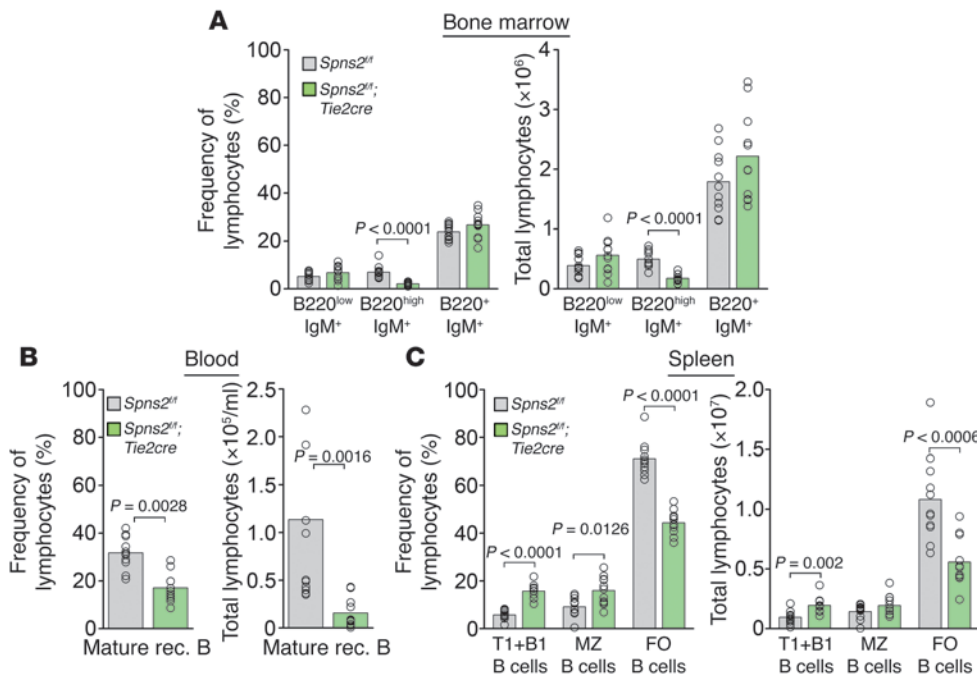 A
Bone marrow
Frequency of
lymphocytes (%)
100
80
60
40
20
0
Spns2f/f
Spns2f/f;
Tie2cre
P < 0.0001
B220low
IgM+
B220high
IgM+
B220+
IgM+
Total lymphocytes (×10⁶)
4
3
2
1
0
P < 0.0001
B220low
IgM+
B220high
IgM+
B220+
IgM+
B
Blood
Frequency of
lymphocytes (%)
100
80
60
40
20
0
Spns2f/f
Spns2f/f;
Tie2cre
P = 0.0028
Mature rec. B
Total lymphocytes (×10⁵/ml)
2.5
2.0
1.5
1.0
0.5
0
P = 0.0016
Mature rec. B
C
Spleen
Frequency of
lymphocytes (%)
100
80
60
40
20
0
Spns2f/f
Spns2f/f;
Tie2cre
P < 0.0001
P = 0.0126
P < 0.0001
T1+B1
B cells
MZ
B cells
FO
B cells
Total lymphocytes (×10⁷)
2.0
1.5
1.0
0.5
0
P = 0.002
P < 0.0006
T1+B1
B cells
MZ
B cells
FO
B cells